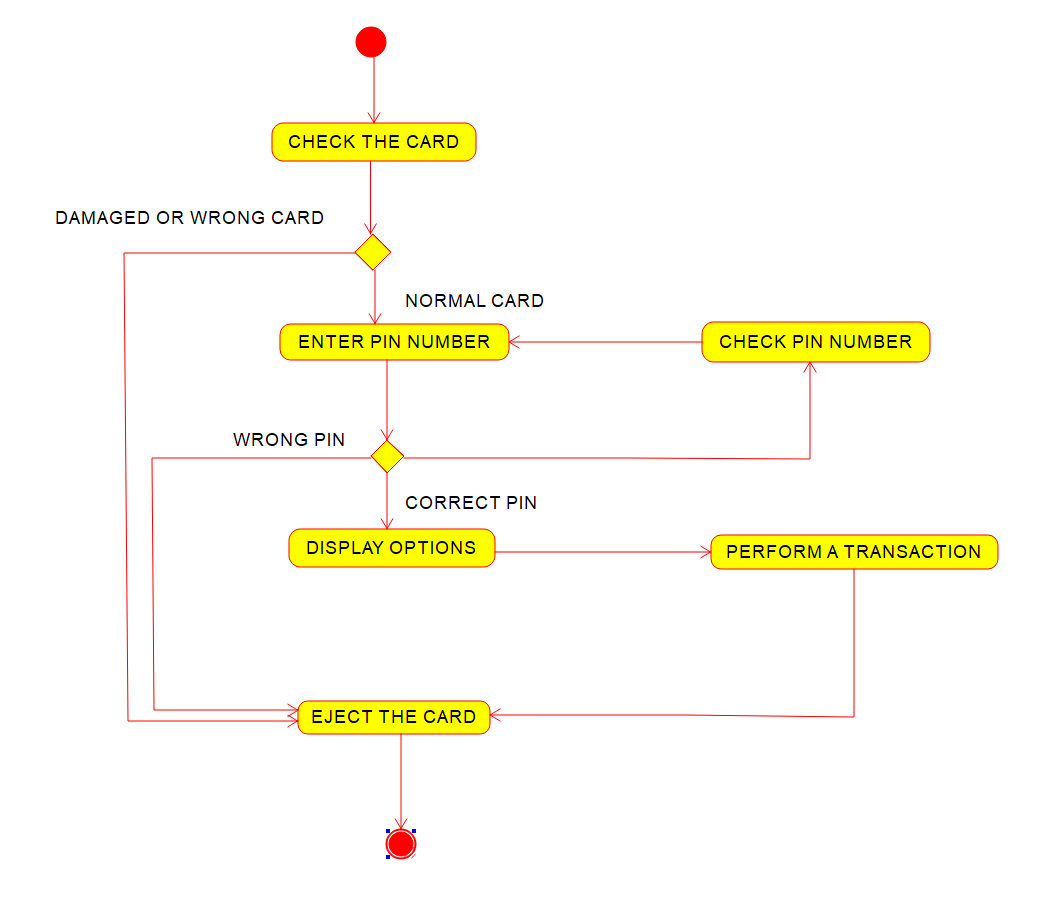 CHECK THE CARD
DAMAGED OR WRONG CARD
NORMAL CARD
ENTER PIN NUMBER
CHECK PIN NUMBER
WRONG PIN
CORRECT PIN
DISPLAY OPTIONS
PERFORM A TRANSACTION
EJECT THE CARD